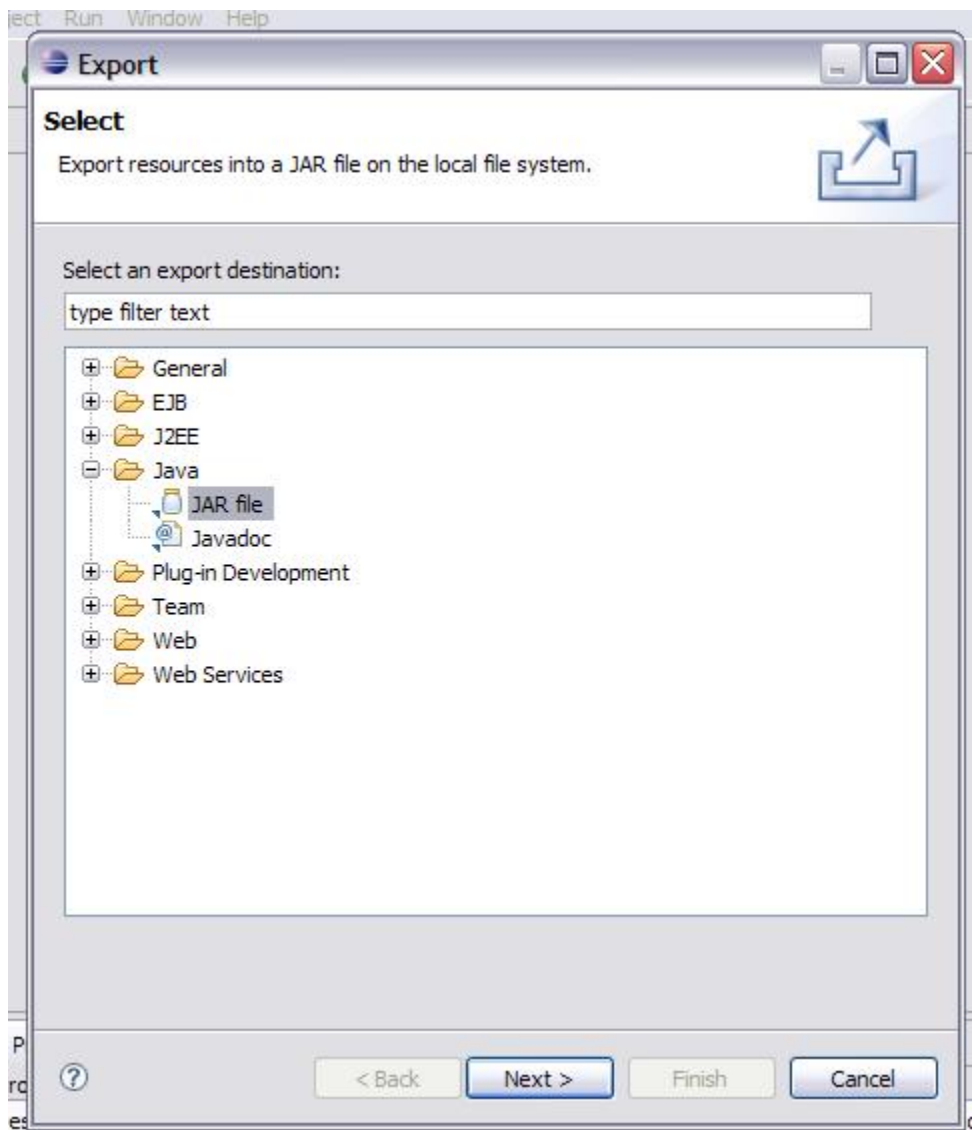 ject Run Window Help
Export
Select
Export resources into a JAR file on the local file system.
Select an export destination:
type filter text
General
EJB
J2EE
Java
JAR file
Javadoc
Plug-in Development
Team
Web
Web Services
P
ro
? < Back Next > Finish Cancel
es